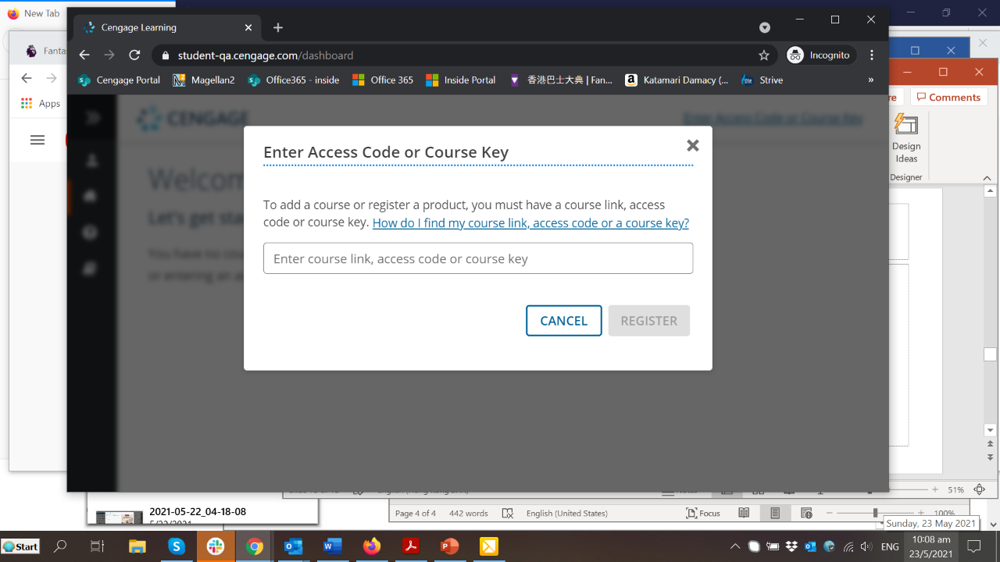 New Tab
Fantas
Apps
Cengage Learning
student-qa.cengage.com/dashboard
Incognito
Cengage Portal
Magellan2
Office365 - inside
Office 365
Inside Portal
香港巴士大典 | Fan...
Katamari Damacy (...
Strive
»
CENGAGE
Enter Access Code or Course Key
Welcom
Let's get star
You have no cou
or entering an a
Enter Access Code or Course Key
To add a course or register a product, you must have a course link, access
code or course key. How do I find my course link, access code or a course key?
Enter course link, access code or course key
CANCEL
REGISTER
re
Comments
Design
Ideas
Designer
51%
2021-05-22_04-18-08
5/22/2021
Page 4 of 4
442 words
English (United States)
Focus
100%
Sunday, 23 May 2021
Start
ENG
10:08 am
23/5/2021